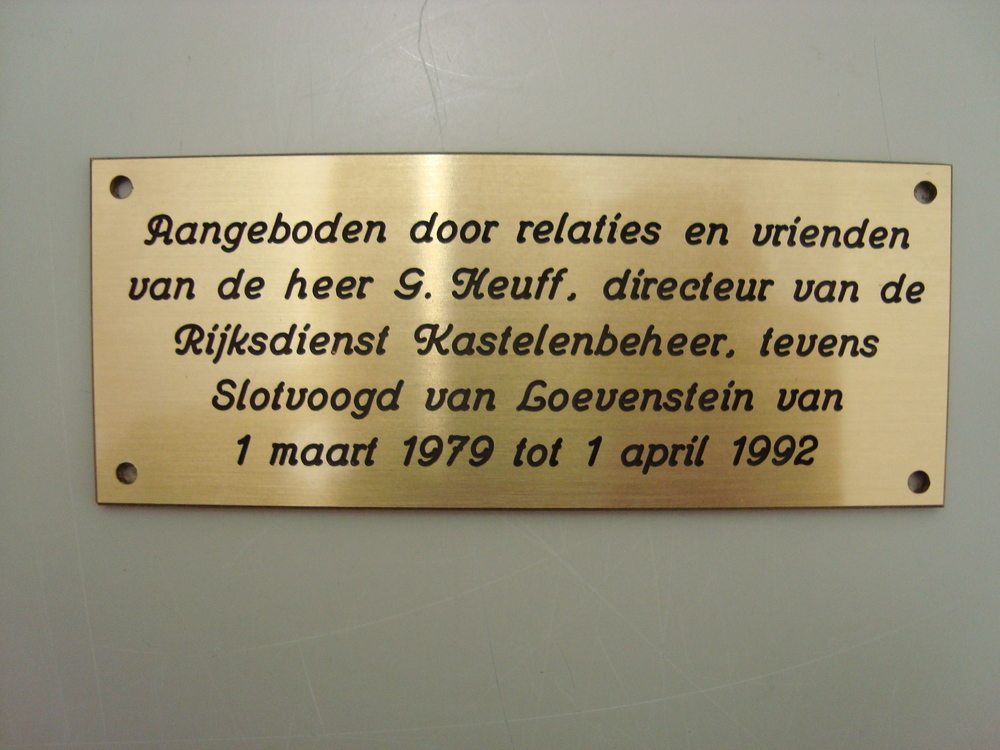 Aangeboden door relaties en vrienden
van de heer G. Heuff, directeur van de
Rijksdienst Kastelenbeheer, tevens
Slotvoogd van Loevenstein van
1 maart 1979 tot 1 april 1992